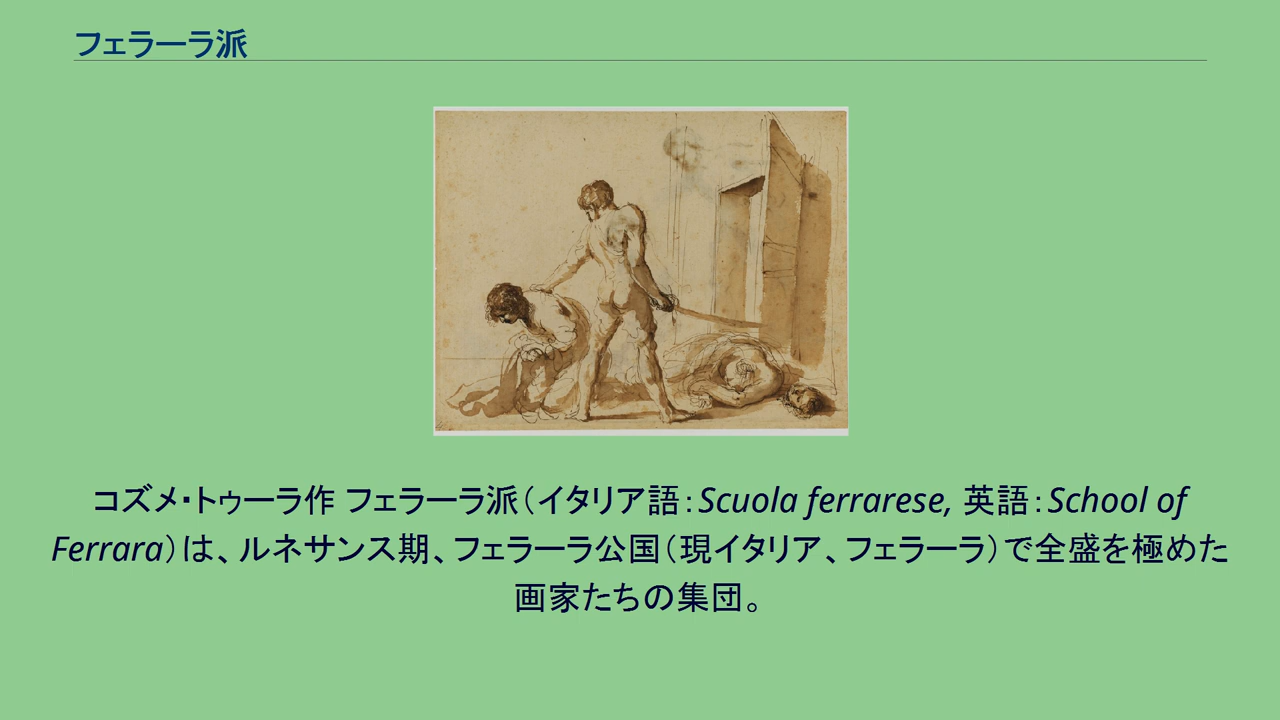 フェラーラ派
コズメ・トゥーラ作 フェラーラ派（イタリア語：Scuola ferrarese, 英語：School of
Ferrara）は、ルネサンス期、フェラーラ公国（現イタリア、フェラーラ）で全盛を極めた
画家たちの集団。